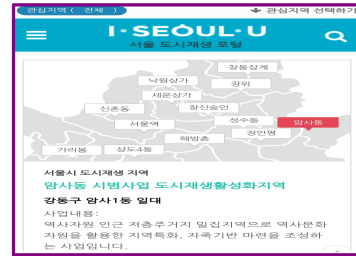 관심지역 ( 전체 )
관심지역 선택하기
I·SEOUL·U
서울 도시재생 포털
창동상계
낙원상가
장위
세운상가
신촌동
창신숭인
서울역
성수동
암사동
해방촌
장안평
가리봉
상도4동
서울시 도시재생 지역
암사동 시범사업 도시재생활성화지역
강동구 암사1동 일대
사업내용:
역사자원 인근 저층주거지 밀집지역으로 역사문화
자원을 활용한 지역특화, 자족기반 마련을 조성하
는 사업입니다.